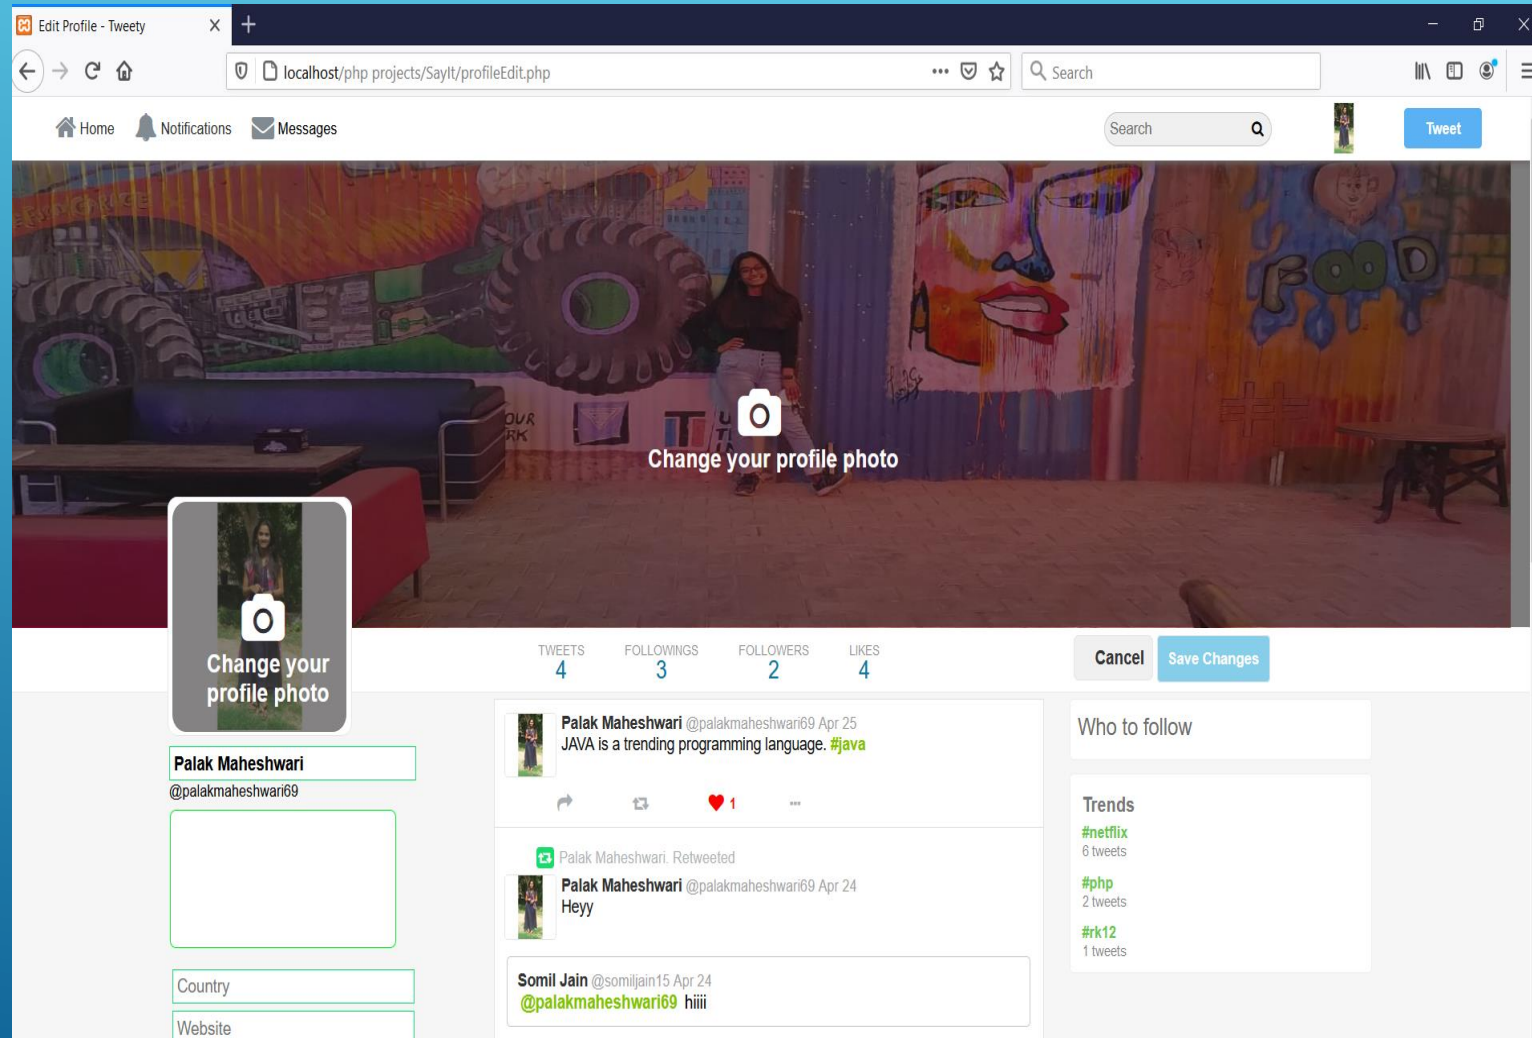 Edit Profile - Tweety
localhost/php projects/SayIt/profileEdit.php
Search
Home
Notifications
Messages
Search
Tweet
FOOD
OUR
Change your profile photo
Change your
profile photo
TWEETS
4
FOLLOWINGS
3
FOLLOWERS
2
LIKES
4
Cancel
Save Changes
Palak Maheshwari
@palakmaheshwari69
Country
Website
Palak Maheshwari @palakmaheshwari69 Apr 25
JAVA is a trending programming language. #java
1
Palak Maheshwari. Retweeted
Palak Maheshwari @palakmaheshwari69 Apr 24
Heyy
Somil Jain @somiljain15 Apr 24
@palakmaheshwari69 hiiii
Who to follow
Trends
#netflix
6 tweets
#php
2 tweets
#rk12
1 tweets